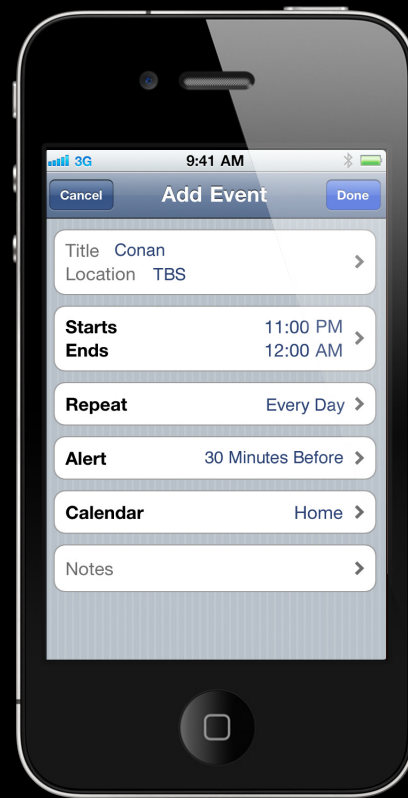 3G 9:41 AM
Cancel Add Event Done
Title Conan
Location TBS
Starts 11:00 PM
Ends 12:00 AM
Repeat Every Day
Alert 30 Minutes Before
Calendar Home
Notes